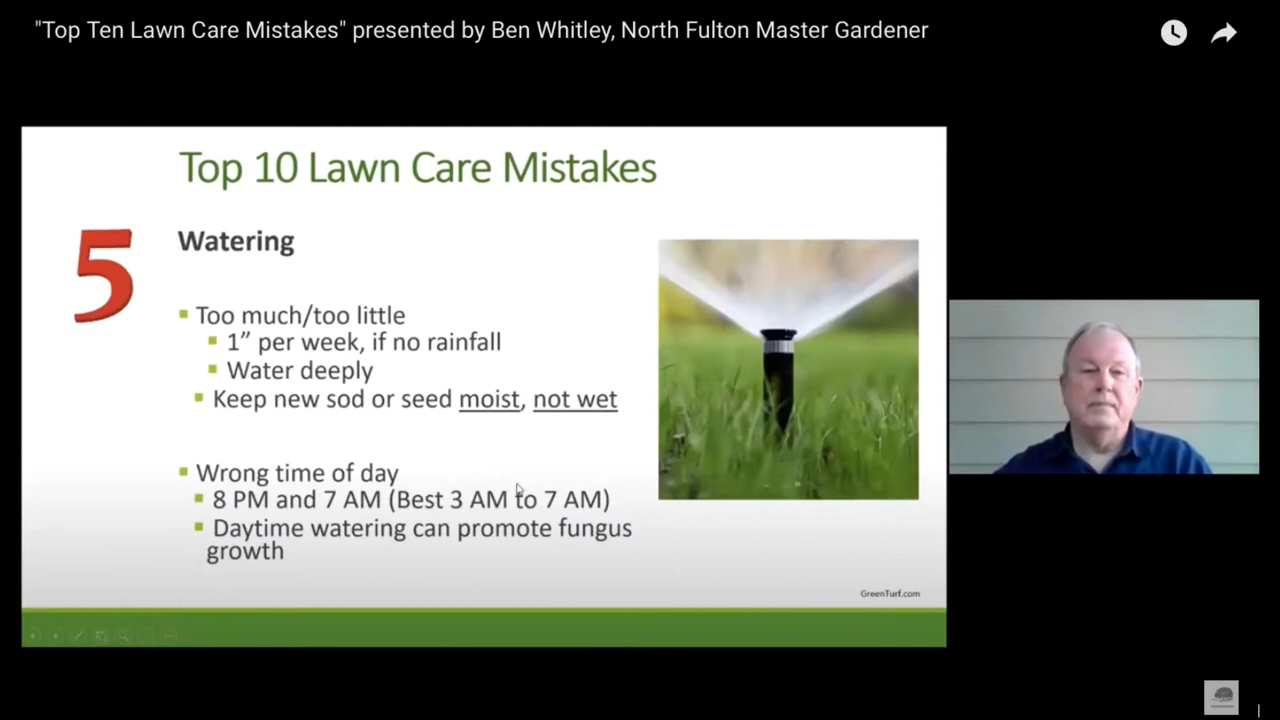 "Top Ten Lawn Care Mistakes" presented by Ben Whitley, North Fulton Master Gardener
Top 10 Lawn Care Mistakes
5
Watering
Too much/too little
1” per week, if no rainfall
Water deeply
Keep new sod or seed moist, not wet
Wrong time of day
8 PM and 7 AM (Best 3 AM to 7 AM)
Daytime watering can promote fungus
growth
GreenTurf.com